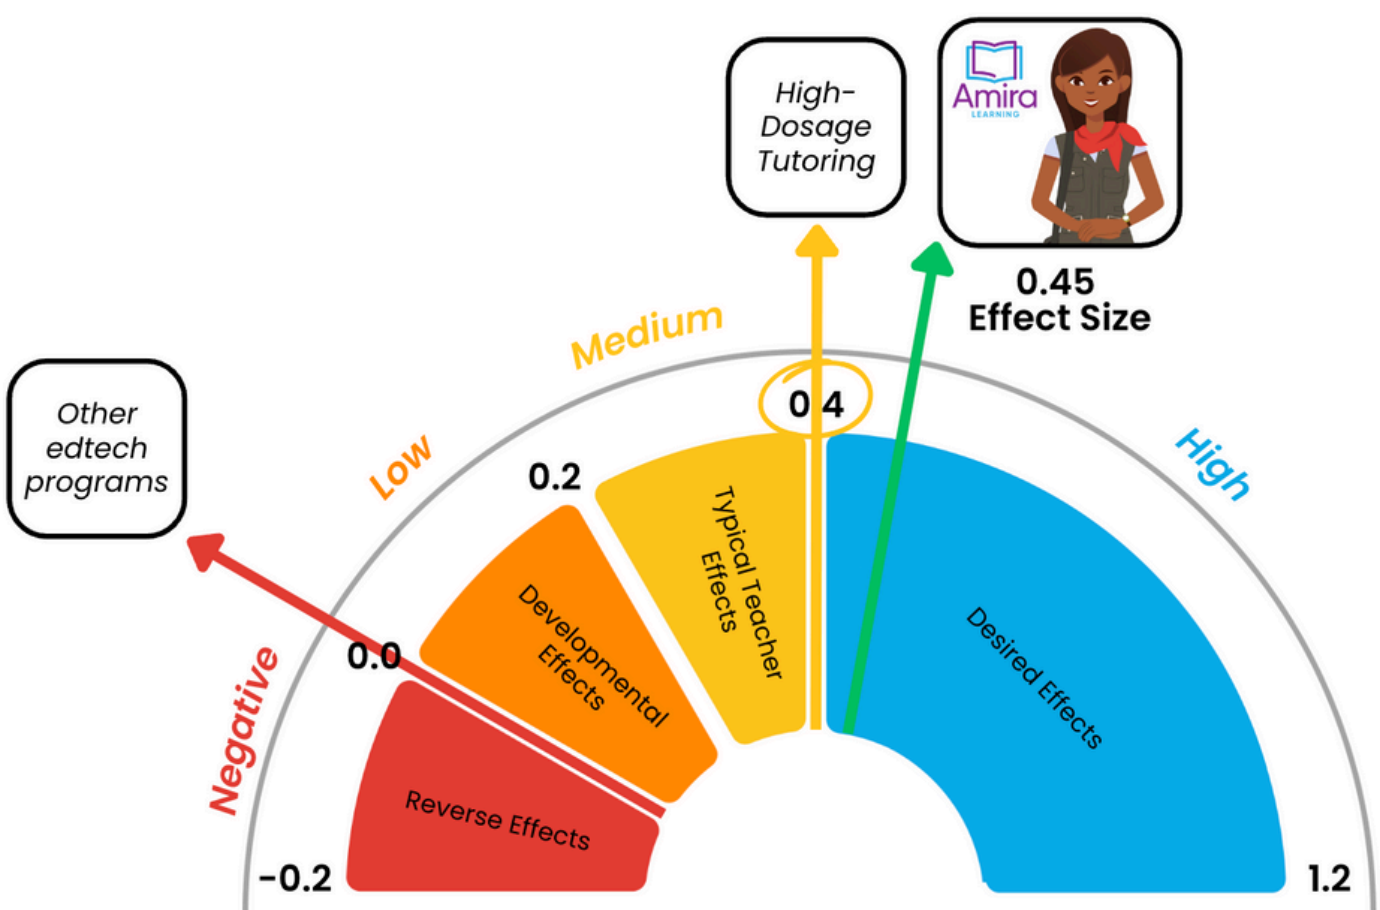 High-
Dosage
Tutoring
Amira
LEARNING
0.45
Effect Size
Medium
Other
edtech
programs
Low
High
0.4
0.2
Typical Teacher
Effects
Developmental
Effects
Desired Effects
0.0
Negative
Reverse Effects
-0.2
1.2